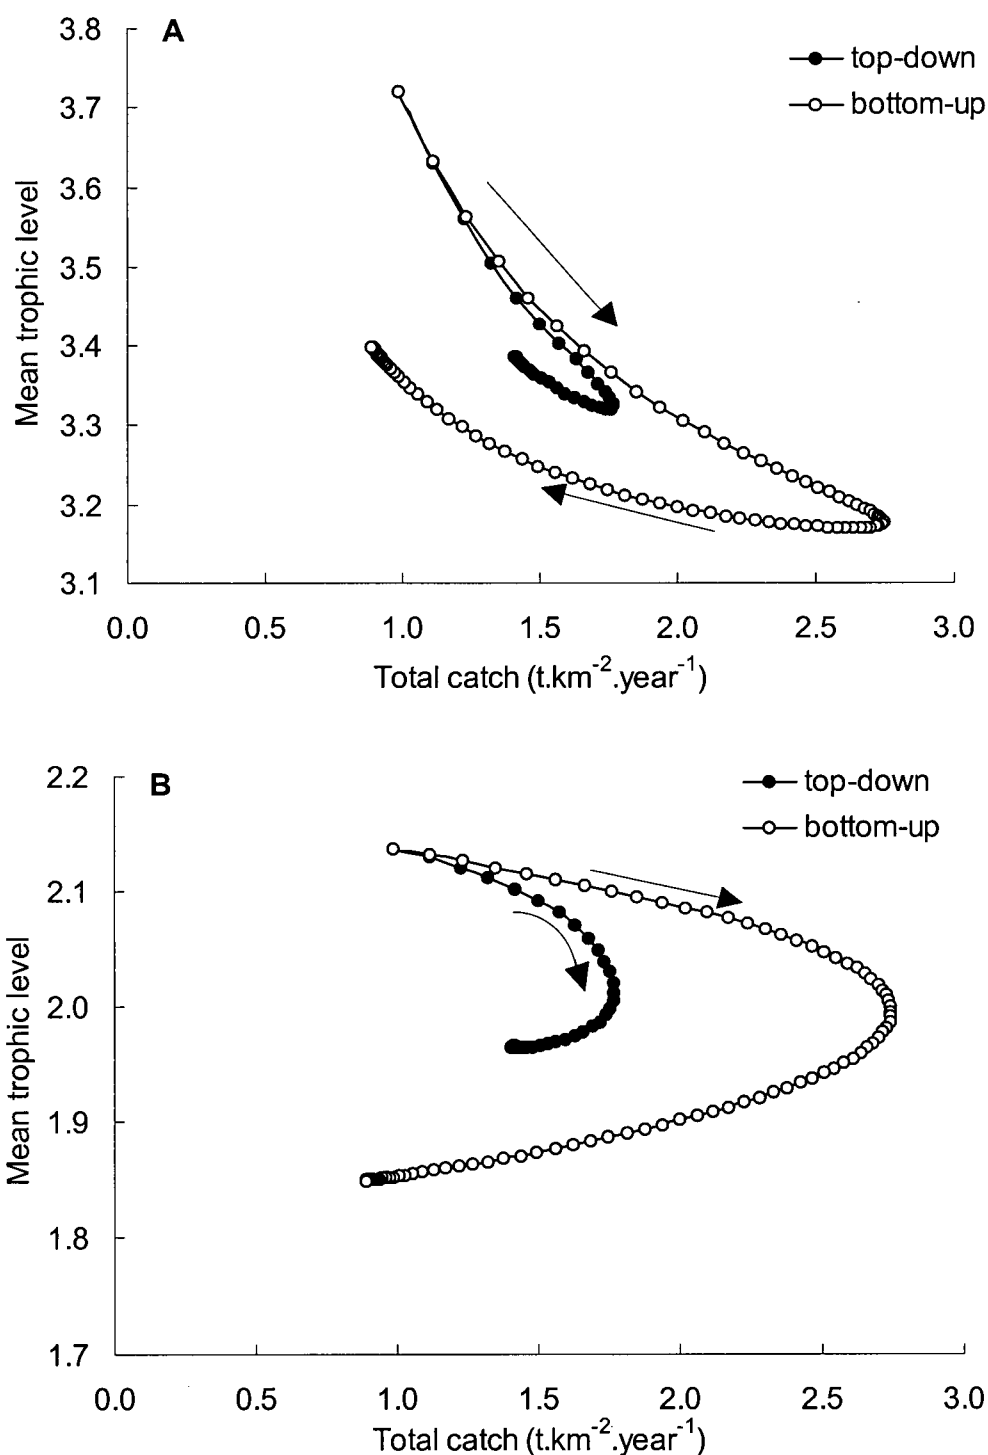 A
top-down
bottom-up
3.8
3.7
3.6
3.5
3.4
3.3
3.2
3.1
Mean trophic level
0.0 0.5 1.0 1.5 2.0 2.5 3.0
Total catch (t.km⁻².year⁻¹)
B
top-down
bottom-up
2.2
2.1
2.0
1.9
1.8
1.7
Mean trophic level
0.0 0.5 1.0 1.5 2.0 2.5 3.0
Total catch (t.km⁻².year⁻¹)